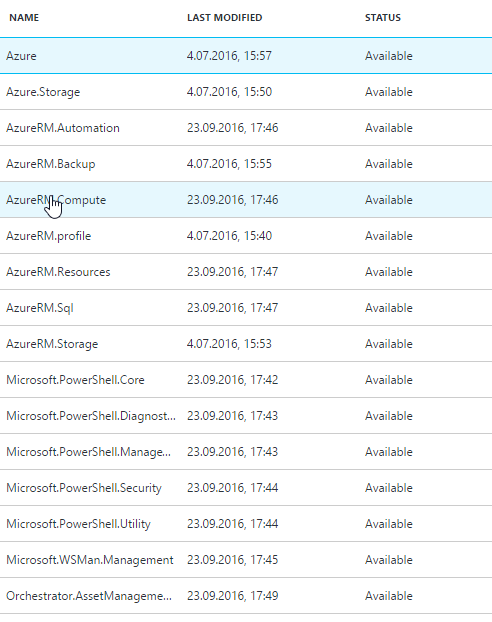 NAME LAST MODIFIED STATUS
Azure 4.07.2016, 15:57 Available
Azure.Storage 4.07.2016, 15:50 Available
AzureRM.Automation 23.09.2016, 17:46 Available
AzureRM.Backup 4.07.2016, 15:55 Available
AzureRM.Compute 23.09.2016, 17:46 Available
AzureRM.profile 4.07.2016, 15:40 Available
AzureRM.Resources 23.09.2016, 17:47 Available
AzureRM.Sql 23.09.2016, 17:47 Available
AzureRM.Storage 4.07.2016, 15:53 Available
Microsoft.PowerShell.Core 23.09.2016, 17:42 Available
Microsoft.PowerShell.Diagnost... 23.09.2016, 17:43 Available
Microsoft.PowerShell.Manage... 23.09.2016, 17:43 Available
Microsoft.PowerShell.Security 23.09.2016, 17:44 Available
Microsoft.PowerShell.Utility 23.09.2016, 17:44 Available
Microsoft.WSMan.Management 23.09.2016, 17:45 Available
Orchestrator.AssetManageme... 23.09.2016, 17:49 Available